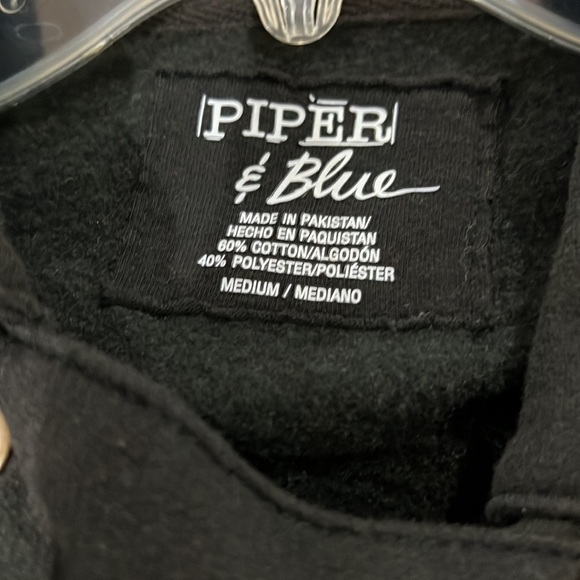 PIPER
& Blue
MADE IN PAKISTAN/
HECHO EN PAQUISTAN
60% COTTON/ALGODÓN
40% POLYESTER/POLIÉSTER
MEDIUM / MEDIANO